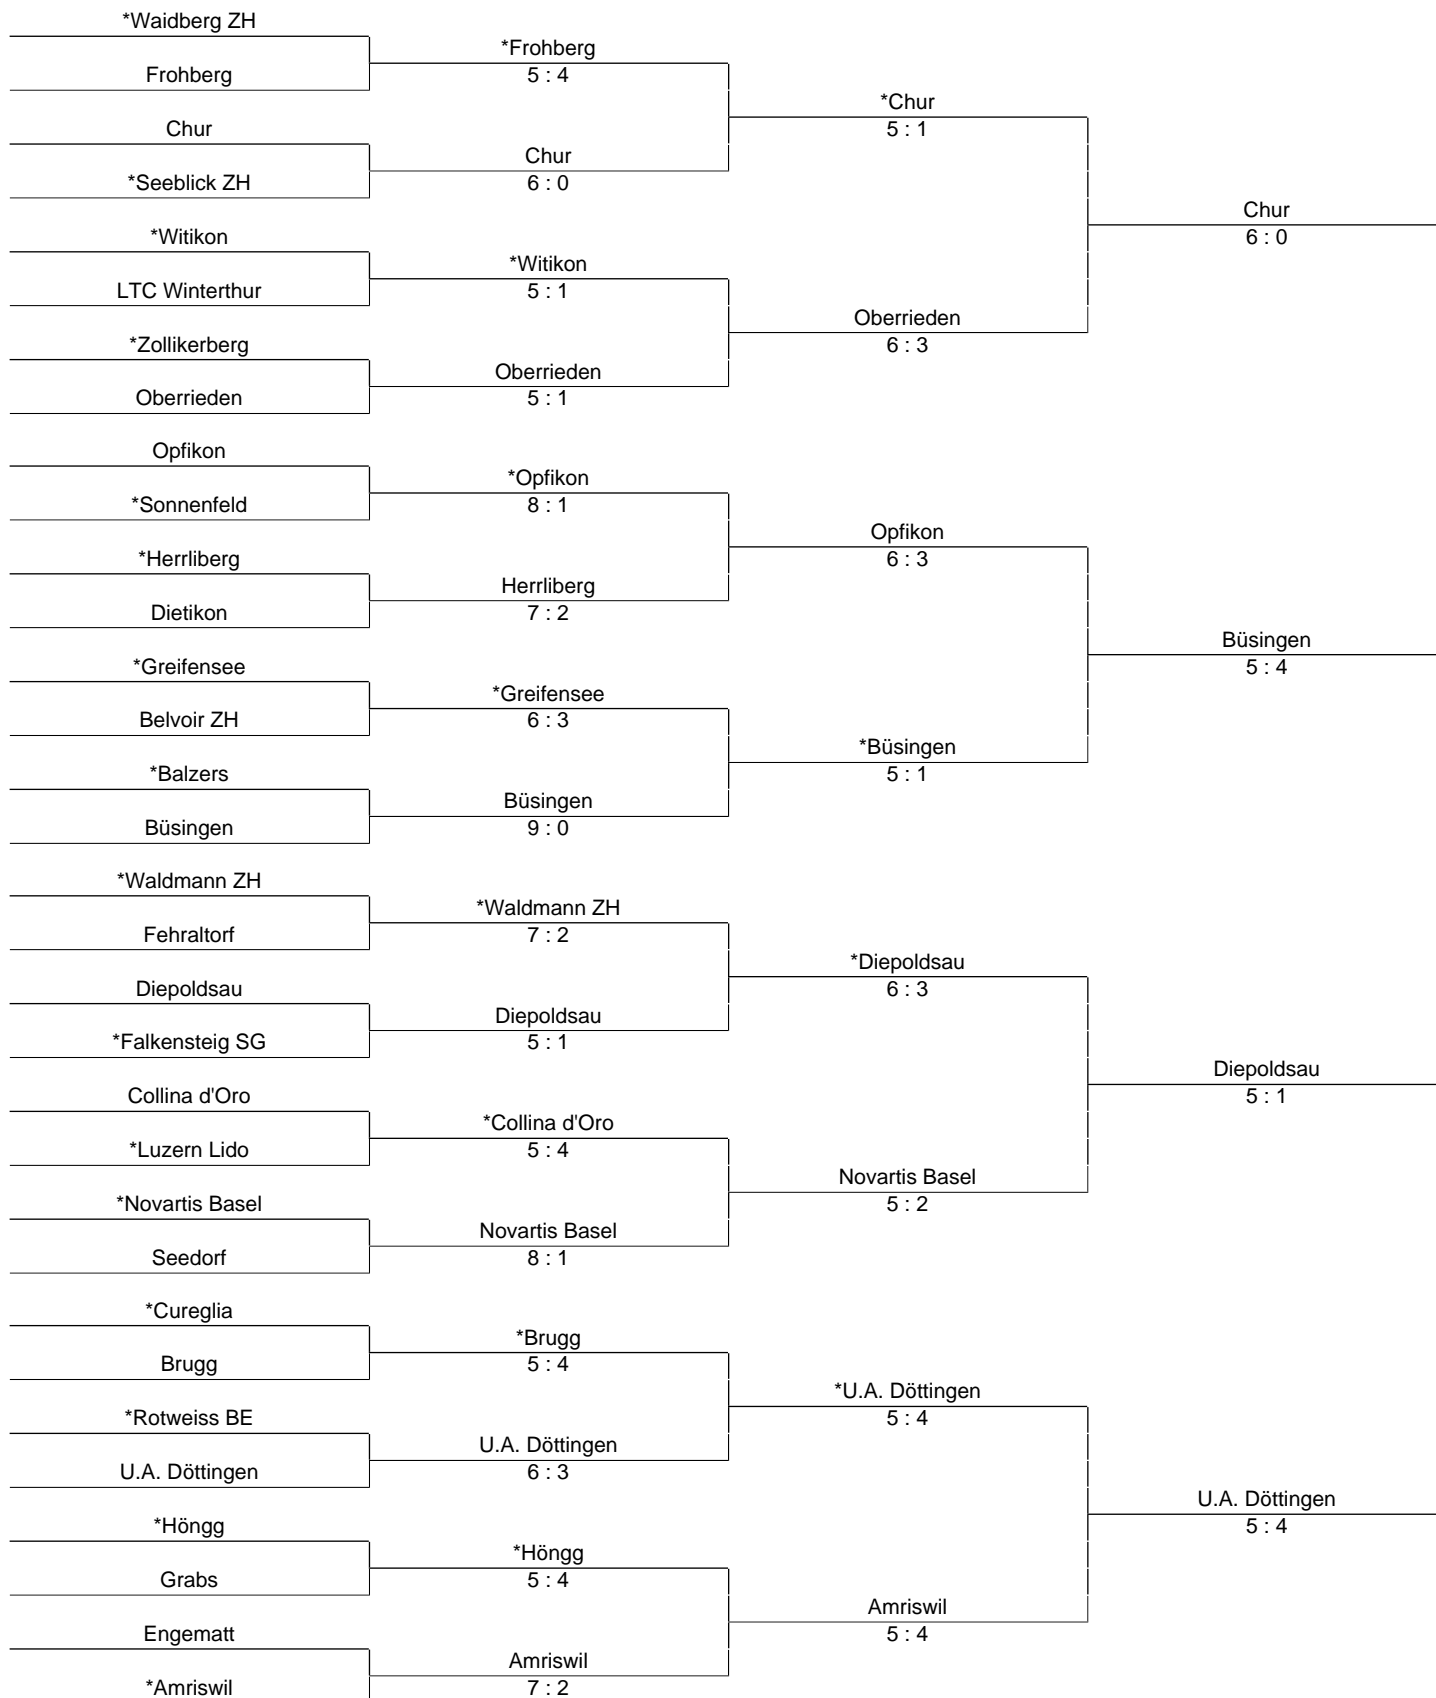 *Waidberg ZH
Frohberg
Chur
*Seeblick ZH
*Witikon
LTC Winterthur
*Zollikerberg
Oberrieden
Opfikon
*Sonnenfeld
*Herrliberg
Dietikon
*Greifensee
Belvoir ZH
*Balzers
Büsingen
*Waldmann ZH
Fehraltorf
Diepoldsau
*Falkensteig SG
Collina d'Oro
*Luzern Lido
*Novartis Basel
Seedorf
*Cureglia
Brugg
*Rotweiss BE
U.A. Döttingen
*Höngg
Grabs
Engematt
*Amriswil
*Frohberg
5 : 4
Chur
6 : 0
*Witikon
5 : 1
Oberrieden
5 : 1
*Opfikon
8 : 1
Herrliberg
7 : 2
*Greifensee
6 : 3
Büsingen
9 : 0
*Waldmann ZH
7 : 2
Diepoldsau
5 : 1
*Collina d'Oro
5 : 4
Novartis Basel
8 : 1
*Brugg
5 : 4
U.A. Döttingen
6 : 3
*Höngg
5 : 4
Amriswil
7 : 2
*Chur
5 : 1
Oberrieden
6 : 3
Opfikon
6 : 3
*Büsingen
5 : 1
*Diepoldsau
6 : 3
Novartis Basel
5 : 2
*U.A. Döttingen
5 : 4
Amriswil
5 : 4
Chur
6 : 0
Büsingen
5 : 4
Diepoldsau
5 : 1
U.A. Döttingen
5 : 4